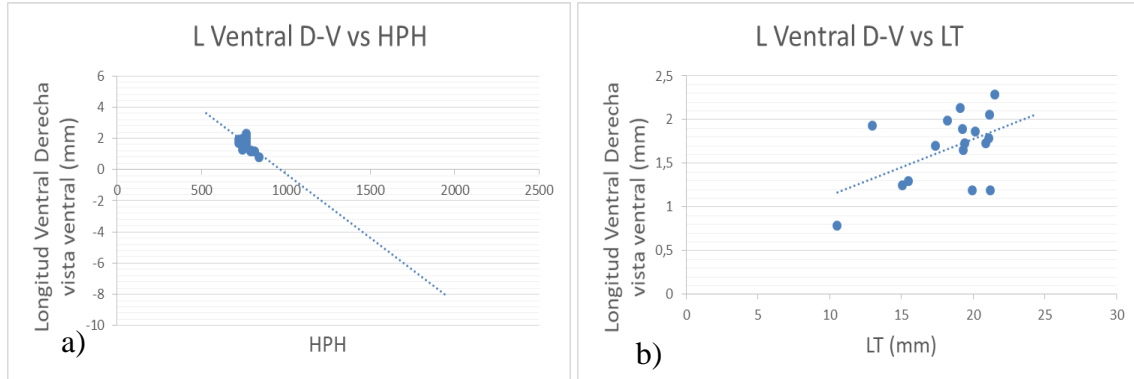 L Ventral D-V vs HPH
Longitud Ventral Derecha
vista ventral (mm)
6
4
2
0
-2
-4
-6
-8
-10
0
500
1000
1500
2000
2500
HPH
a)
L Ventral D-V vs LT
Longitud Ventral Derecha
vista ventral (mm)
2,5
2
1,5
1
0,5
0
0
5
10
15
20
25
30
LT (mm)
b)